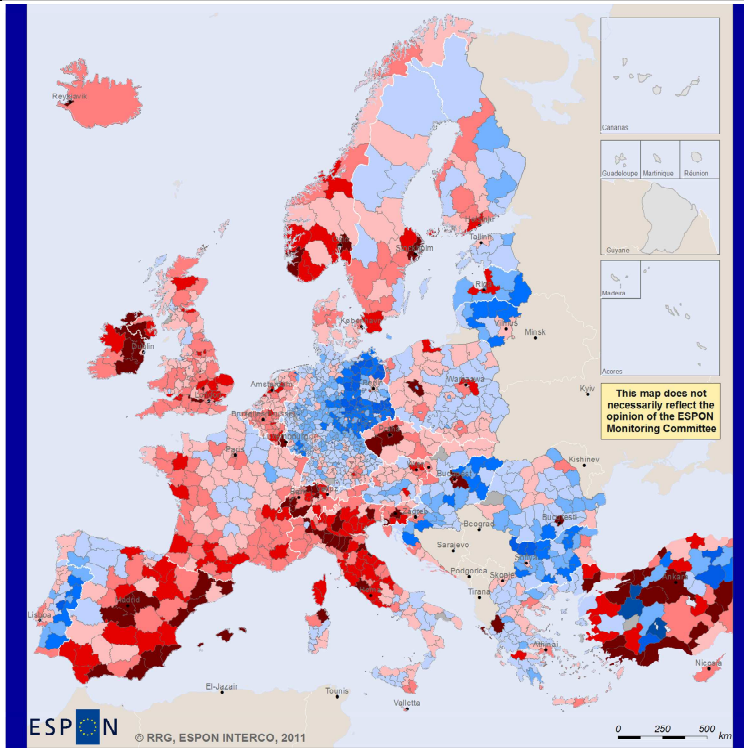 Canarias
Reykjavik
Guadeloupe
Martinique
Réunion
Guyane
Helsinki
Tallinn
Stockholm
Madeira
Riga
Acores
København
Vilnius
Minsk
Dublin
This map does not
necessarily reflect the
opinion of the ESPON
Monitoring Committee
Kyiv
Warszawa
Amsterdam
Paris
Kishinev
Budapest
Zagreb
Bucuresti
Beograd
Sarajevo
Podgorica
Skopje
Tirana
Ankara
Madrid
Roma
Lisboa
Athinai
Nicosia
El-Jazair
Tounis
Valletta
ESPON
© RRG, ESPON INTERCO, 2011
0 250 500
km